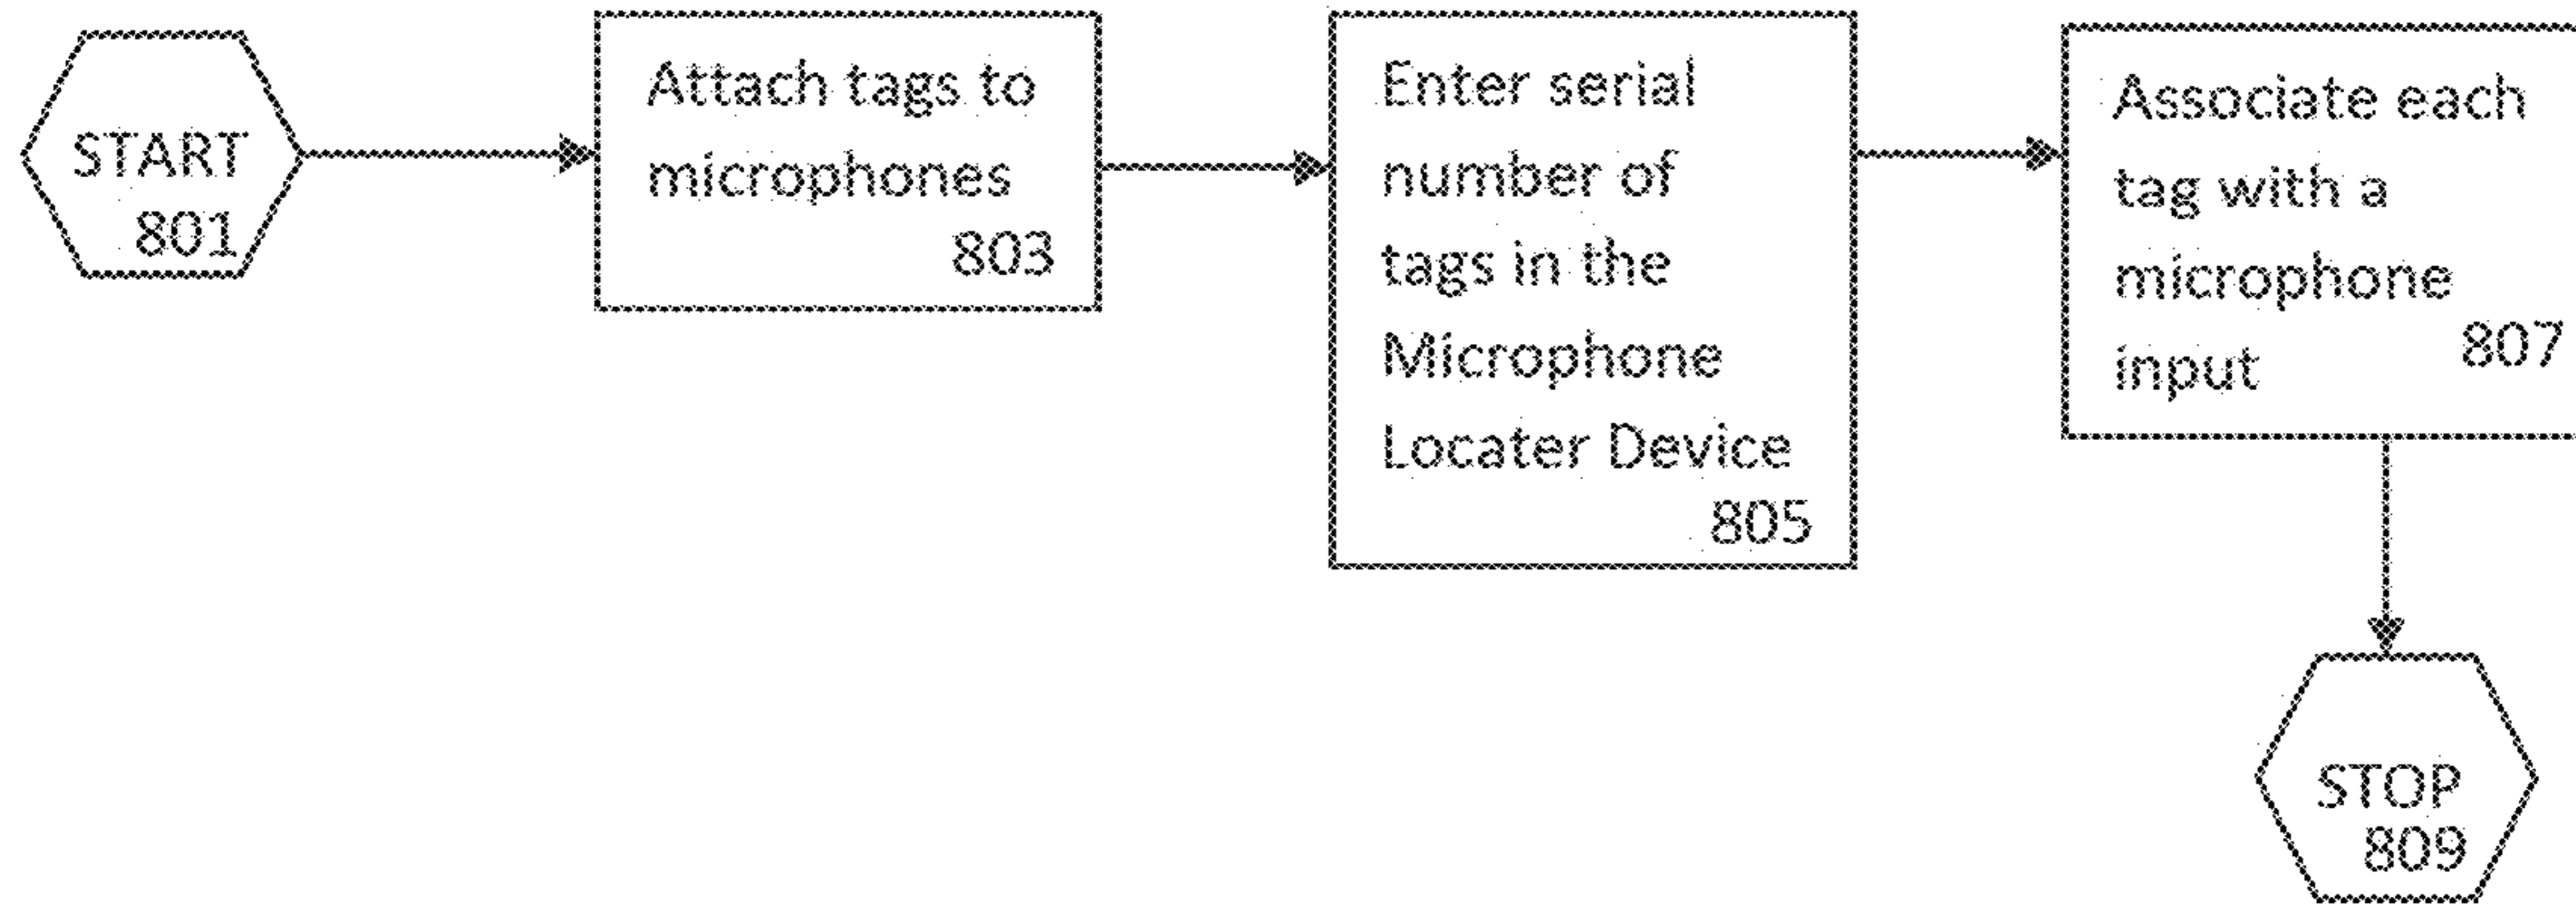 START
801
Attach tags to
microphones
803
Enter serial
number of
tags in the
Microphone
Locater Device
805
Associate each
tag with a
microphone
input
807
STOP
809